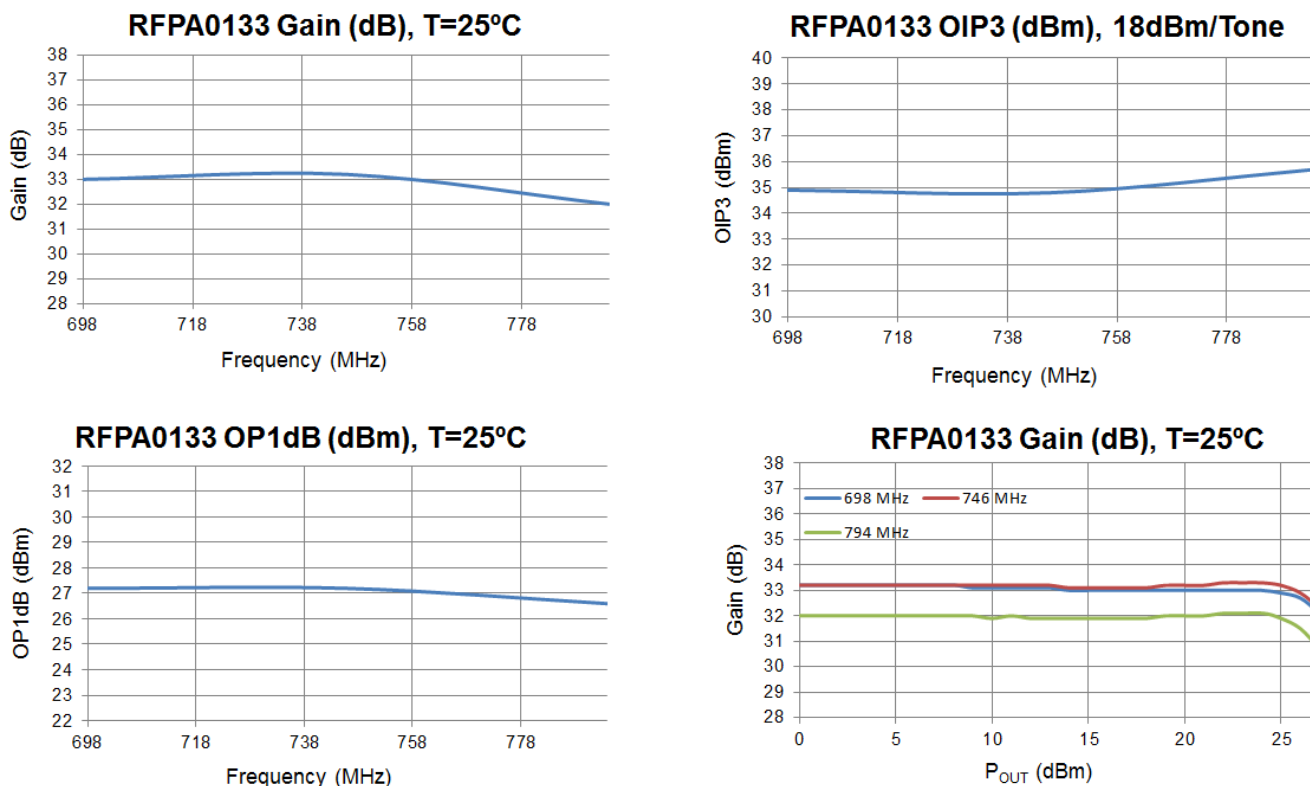 RFPA0133 Gain (dB), T=25ºC
38
37
36
35
34
33
32
31
30
29
28
Gain (dB)
698 718 738 758 778
Frequency (MHz)
RFPA0133 OIP3 (dBm), 18dBm/Tone
40
39
38
37
36
35
34
33
32
31
30
OIP3 (dBm)
698 718 738 758 778
Frequency (MHz)
RFPA0133 OP1dB (dBm), T=25ºC
32
31
30
29
28
27
26
25
24
23
22
OP1dB (dBm)
698 718 738 758 778
Frequency (MHz)
RFPA0133 Gain (dB), T=25ºC
38
37
36
35
34
33
32
31
30
29
28
Gain (dB)
698 MHz 746 MHz
794 MHz
0 5 10 15 20 25
POUT (dBm)